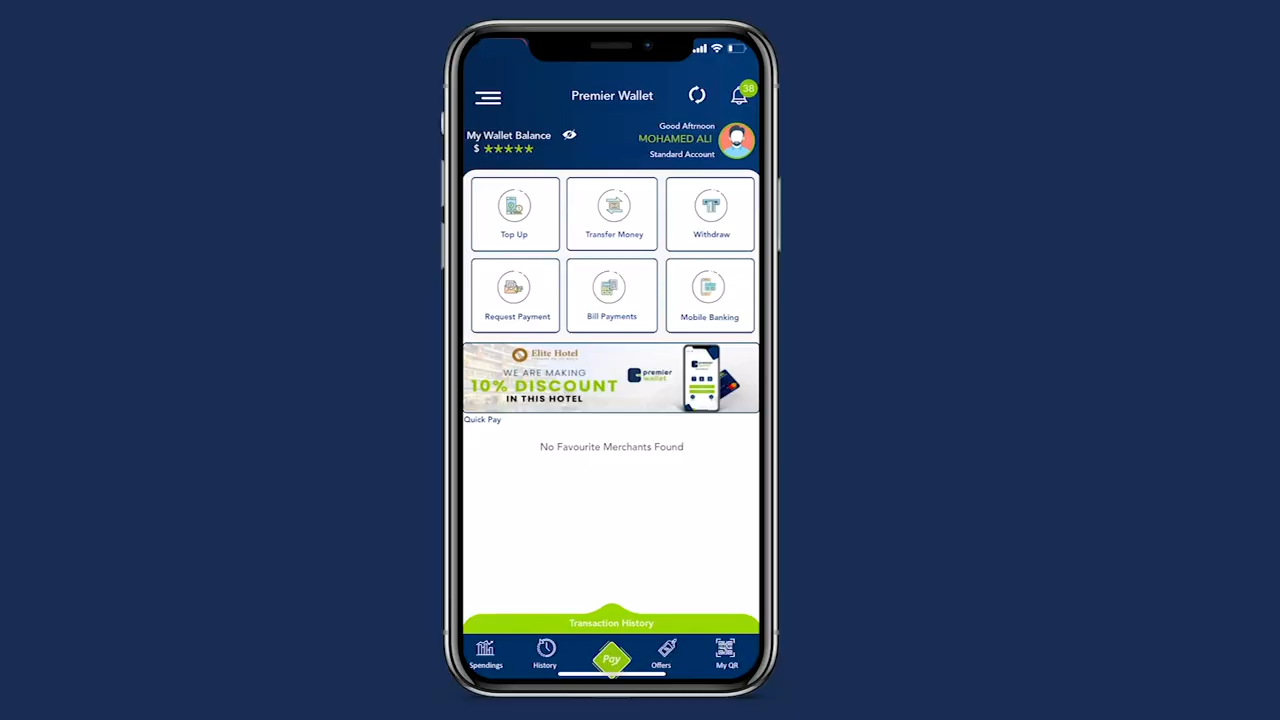 Premier Wallet
38
My Wallet Balance
$ *****
Good Aftrnoon
MOHAMED ALI
Standard Account
Top Up
Transfer Money
Withdraw
Request Payment
Bill Payments
Mobile Banking
Elite Hotel
WE ARE MAKING
10% DISCOUNT
IN THIS HOTEL
premier
wallet
Quick Pay
No Favourite Merchants Found
Transaction History
Spendings
History
Pay
Offers
My QR